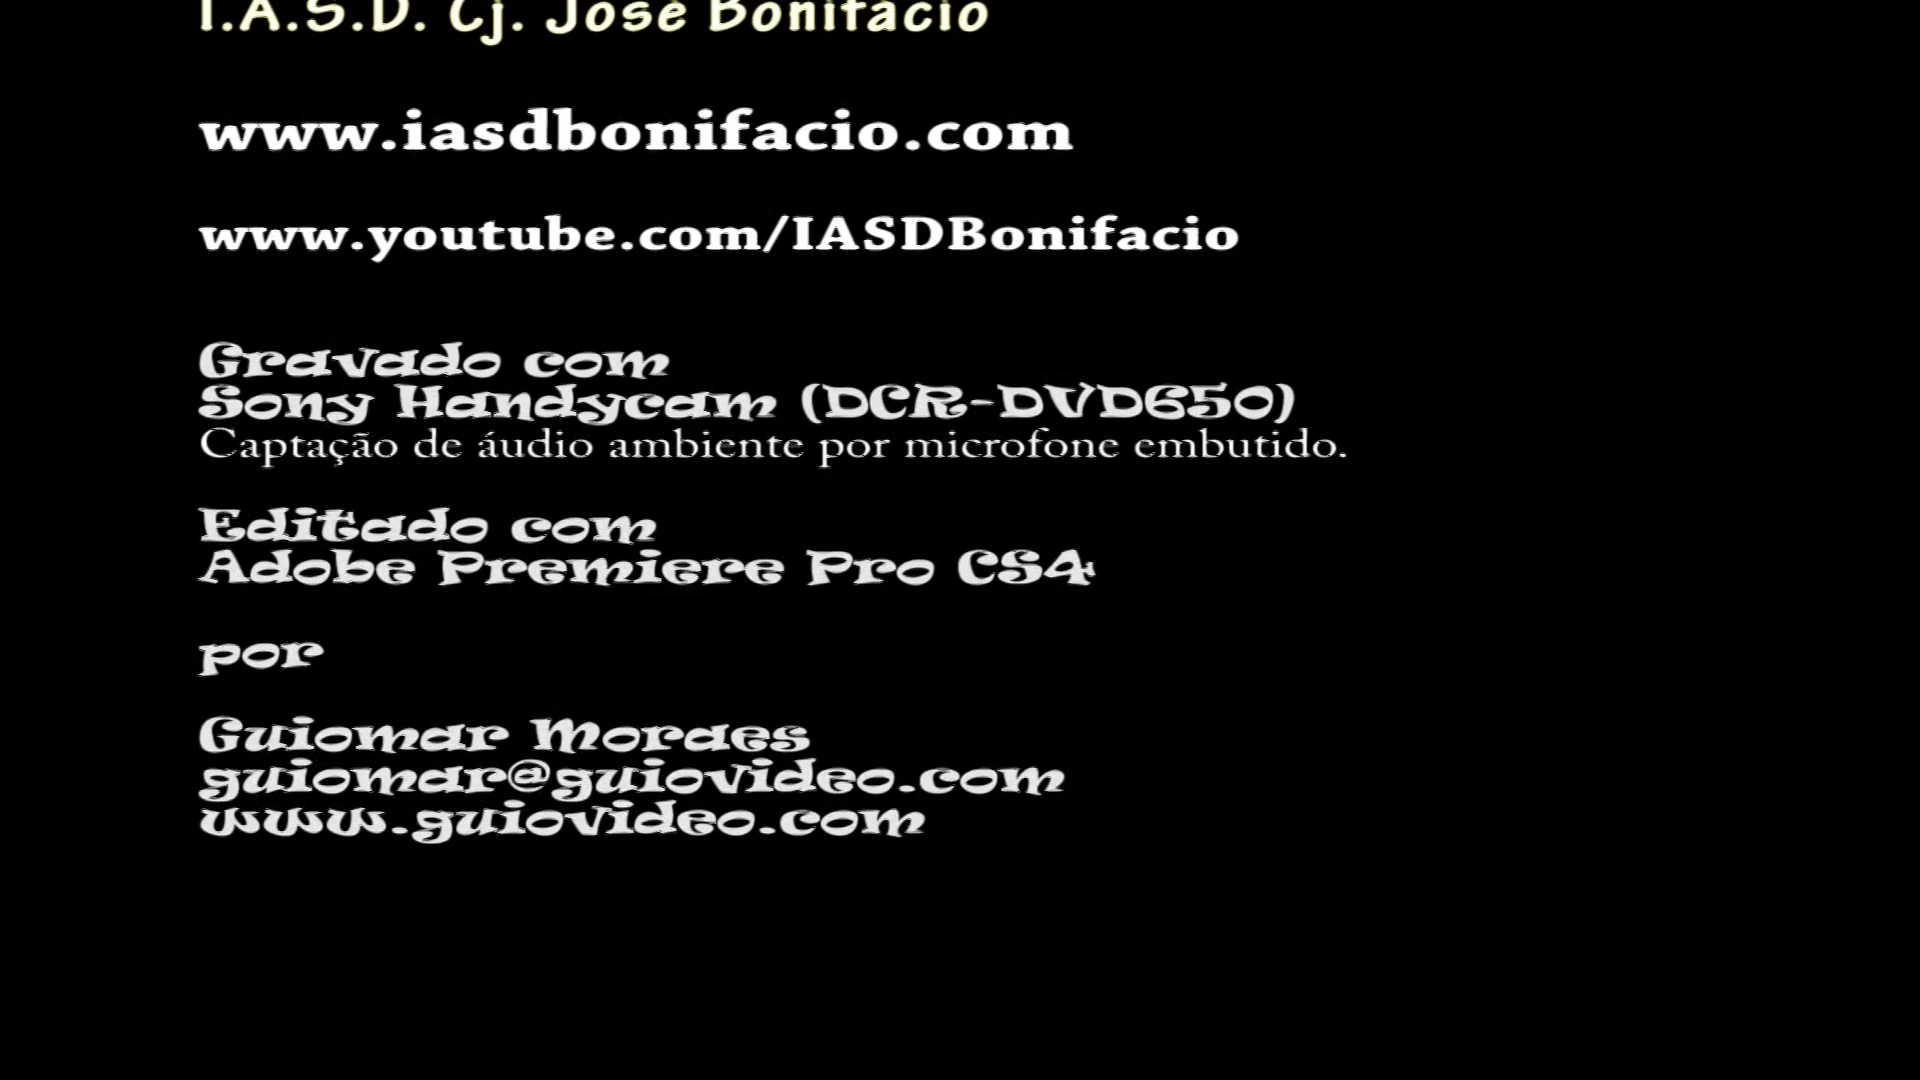 I.A.S.D. Cj. José Bonifácio
www.iasdbonifacio.com
www.youtube.com/IASDBonifacio
Gravado com
Sony Handycam (DCR-DVD650)
Captação de áudio ambiente por microfone embutido.
Editado com
Adobe Premiere Pro CS4
por
Guiomar Moraes
guiomar@guiovideo.com
www.guiovideo.com